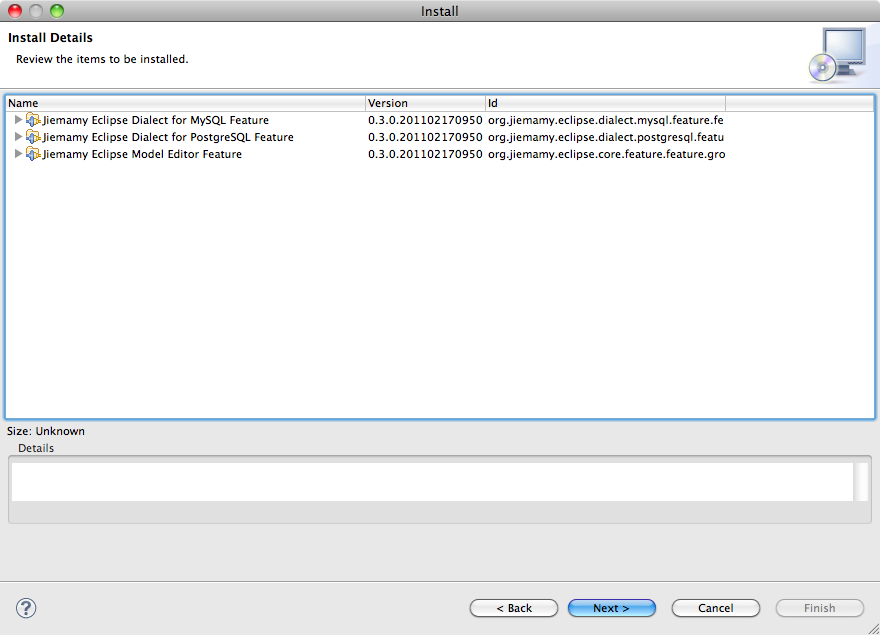 Install
Install Details
Review the items to be installed.
Name Version Id
Jiemamy Eclipse Dialect for MySQL Feature 0.3.0.201102170950 org.jiemamy.eclipse.dialect.mysql.feature.fe
Jiemamy Eclipse Dialect for PostgreSQL Feature 0.3.0.201102170950 org.jiemamy.eclipse.dialect.postgresql.featu
Jiemamy Eclipse Model Editor Feature 0.3.0.201102170950 org.jiemamy.eclipse.core.feature.feature.gro
Size: Unknown
Details
? < Back Next > Cancel Finish